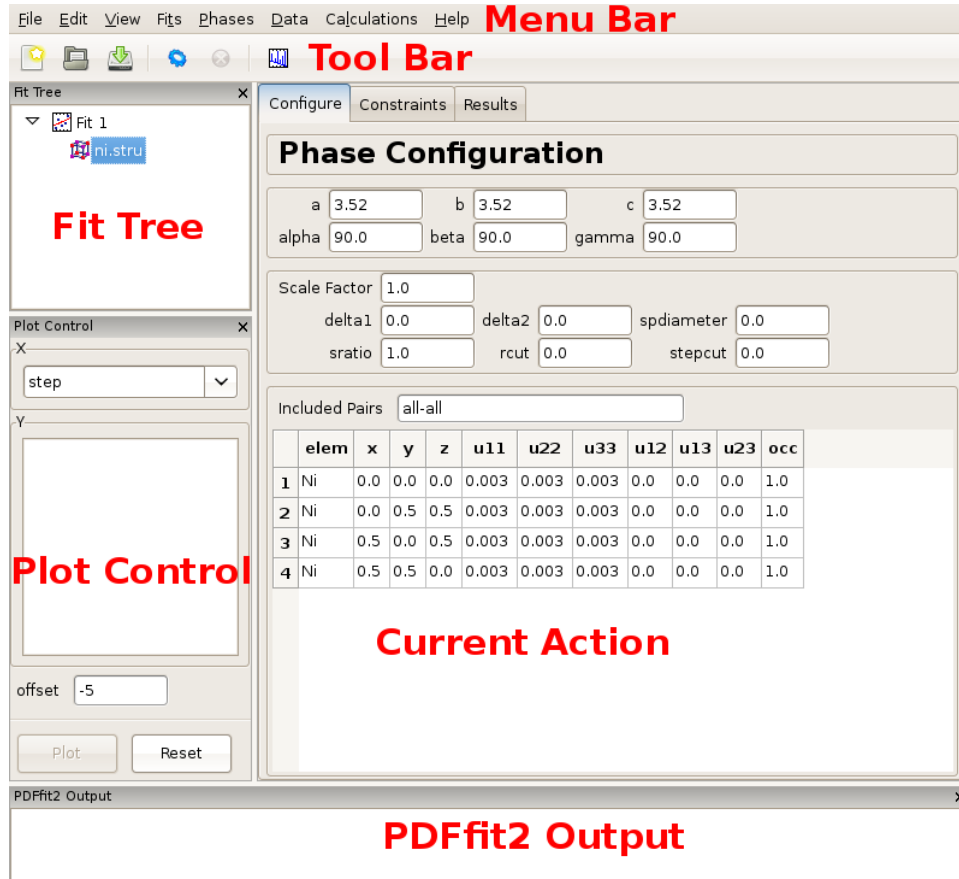 File Edit View Fits Phases Data Calculations Help Menu Bar
Tool Bar
Fit Tree x
Fit 1
ni.stru
Fit Tree
Plot Control x
X
step
Y
Plot Control
offset -5
Plot Reset
Configure Constraints Results
Phase Configuration
a 3.52 b 3.52 c 3.52
alpha 90.0 beta 90.0 gamma 90.0
Scale Factor 1.0
delta1 0.0 delta2 0.0 spdiameter 0.0
sratio 1.0 rcut 0.0 stepcut 0.0
Included Pairs all-all
elem x y z u11 u22 u33 u12 u13 u23 occ
1 Ni 0.0 0.0 0.0 0.003 0.003 0.003 0.0 0.0 0.0 1.0
2 Ni 0.0 0.5 0.5 0.003 0.003 0.003 0.0 0.0 0.0 1.0
3 Ni 0.5 0.0 0.5 0.003 0.003 0.003 0.0 0.0 0.0 1.0
4 Ni 0.5 0.5 0.0 0.003 0.003 0.003 0.0 0.0 0.0 1.0
Current Action
PDFfit2 Output x
PDFfit2 Output